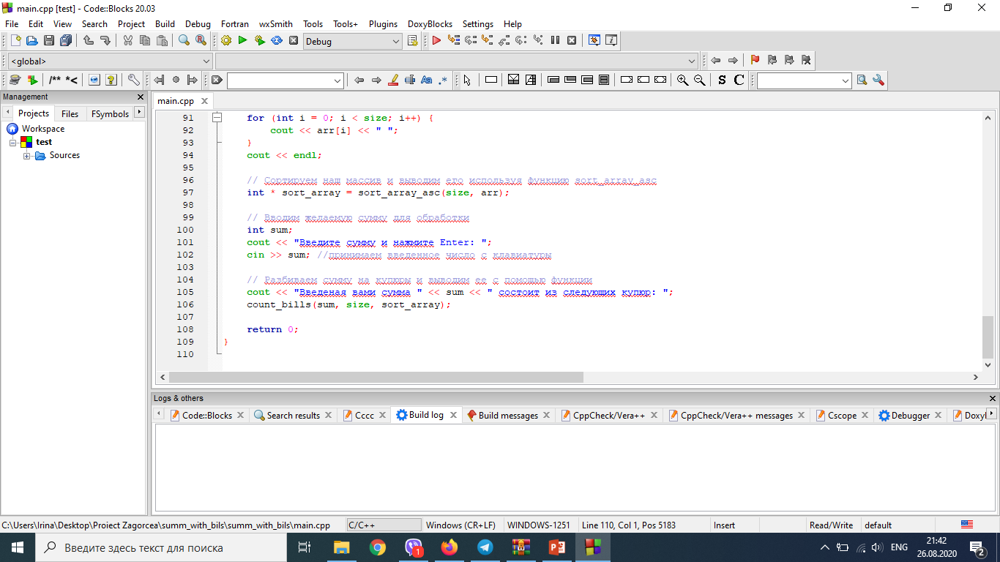 main.cpp [test] - Code::Blocks 20.03
File Edit View Search Project Build Debug Fortran wxSmith Tools Tools+ Plugins DoxyBlocks Settings Help
Debug
<global>
/** *<
Aa .*
S C
Management
Projects Files FSymbols
Workspace
test
Sources
main.cpp
91 for (int i = 0; i < size; i++) {
92 cout << arr[i] << " ";
93 }
94 cout << endl;
95
96 // Сортируем наш массив и выводим его используя функцию sort_array_asc
97 int * sort_array = sort_array_asc(size, arr);
98
99 // Вводим желаемую сумму для обработки
100 int sum;
101 cout << "Введите сумму и нажмите Enter: ";
102 cin >> sum; //принимаем введенное число с клавиатуры
103
104 // Разбиваем сумму на купюры и выводим ее с помощью функции
105 cout << "Введеная вами сумма " << sum << " состоит из следующих купюр: ";
106 count_bills(sum, size, sort_array);
107
108 return 0;
109 }
110
Logs & others
Code::Blocks Search results Cccc Build log Build messages CppCheck/Vera++ CppCheck/Vera++ messages Cscope Debugger Doxyl
C:\Users\Irina\Desktop\Proiect Zagorcea\summ_with_bils\summ_with_bils\main.cpp C/C++ Windows (CR+LF) WINDOWS-1251 Line 110, Col 1, Pos 5183 Insert Read/Write default
Введите здесь текст для поиска
1
ENG
21:42
26.08.2020
2